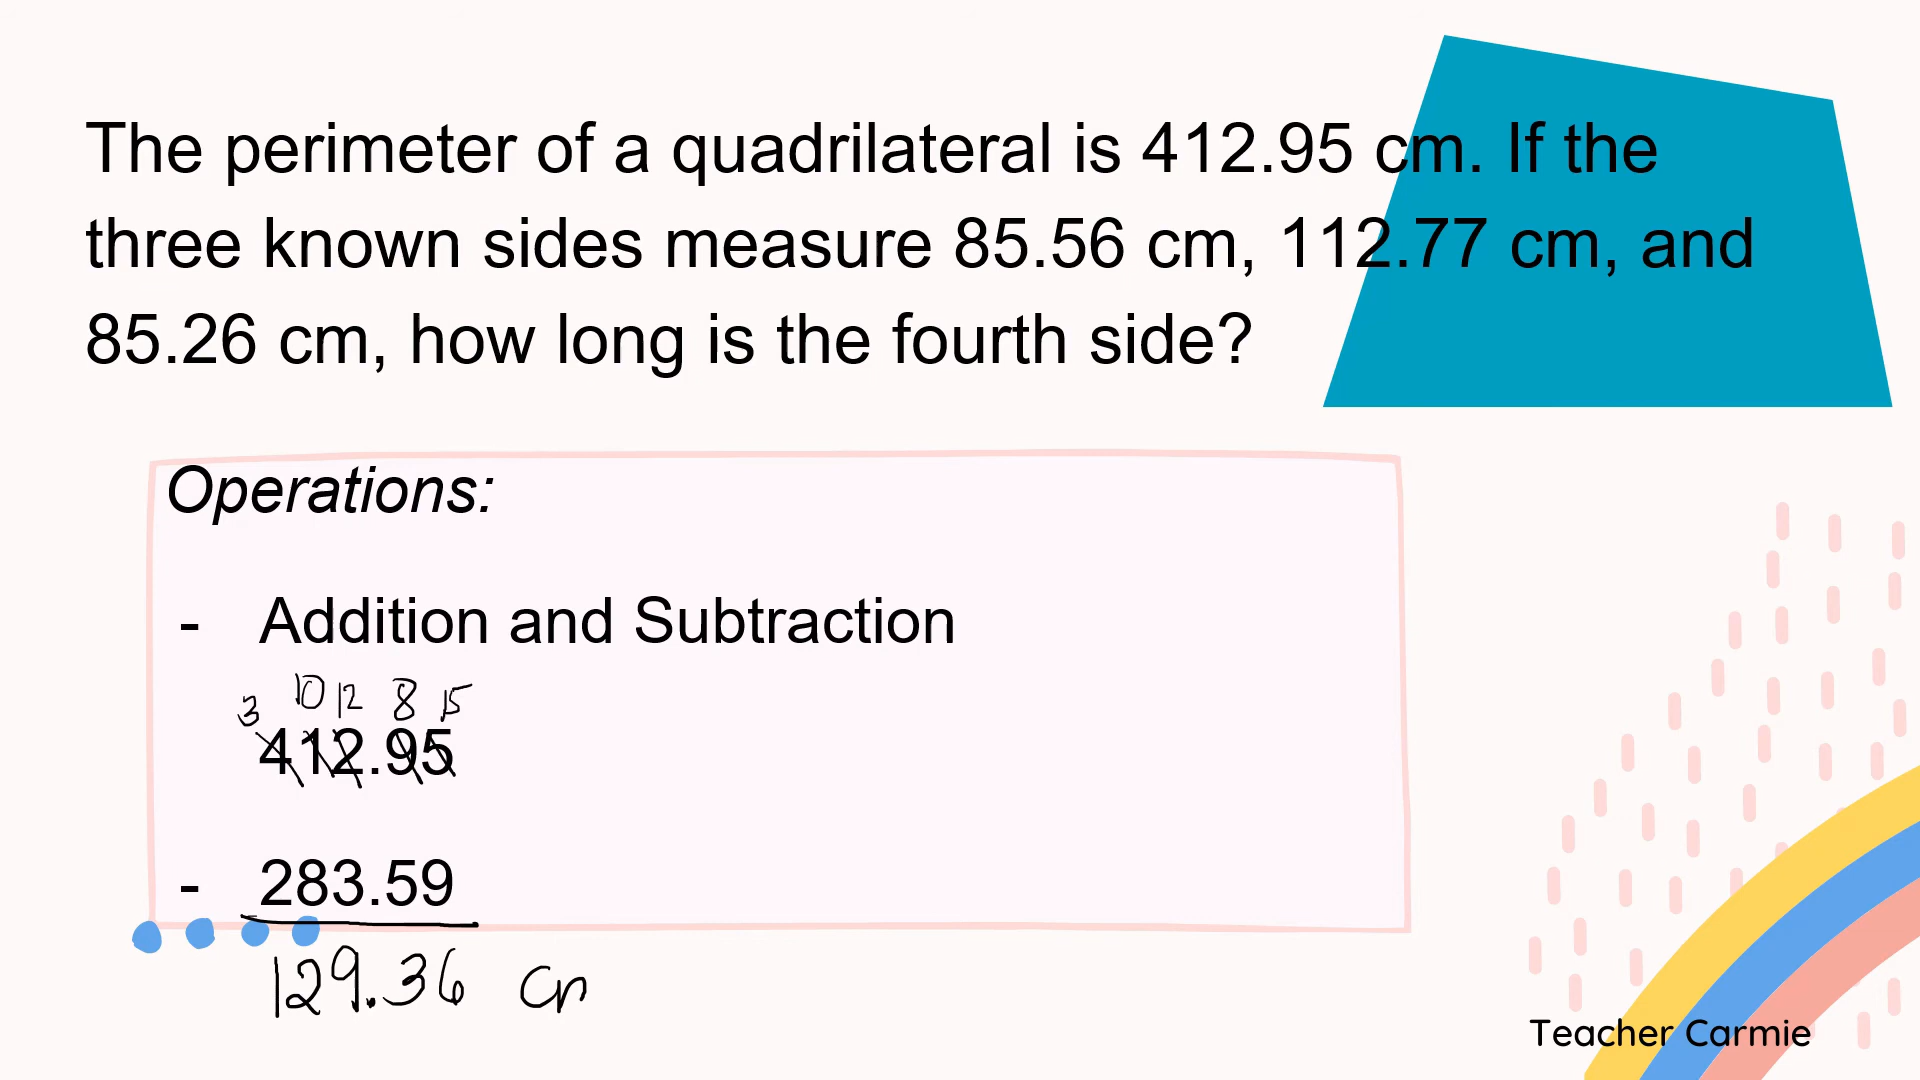 The perimeter of a quadrilateral is 412.95 cm. If the
three known sides measure 85.56 cm, 112.77 cm, and
85.26 cm, how long is the fourth side?
Operations:
- Addition and Subtraction
3 10 12 8 15
412.95
- 283.59
129.36 cm
Teacher Carmie